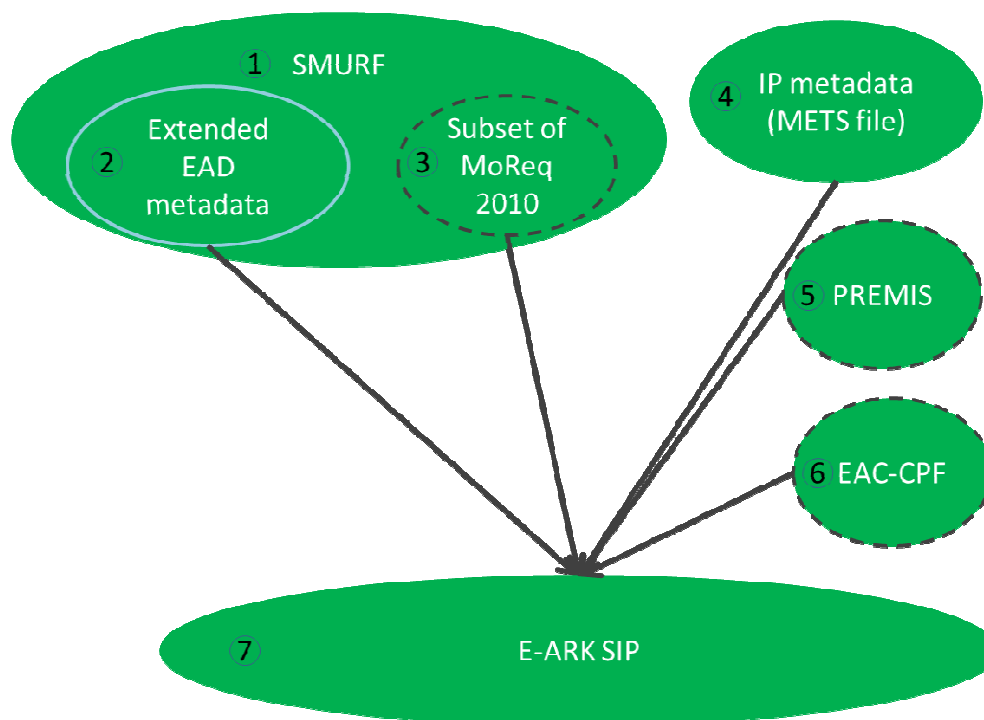 1 SMURF
2 Extended
EAD
metadata
3 Subset of
MoReq
2010
4 IP metadata
(METS file)
5 PREMIS
6 EAC-CPF
7 E-ARK SIP